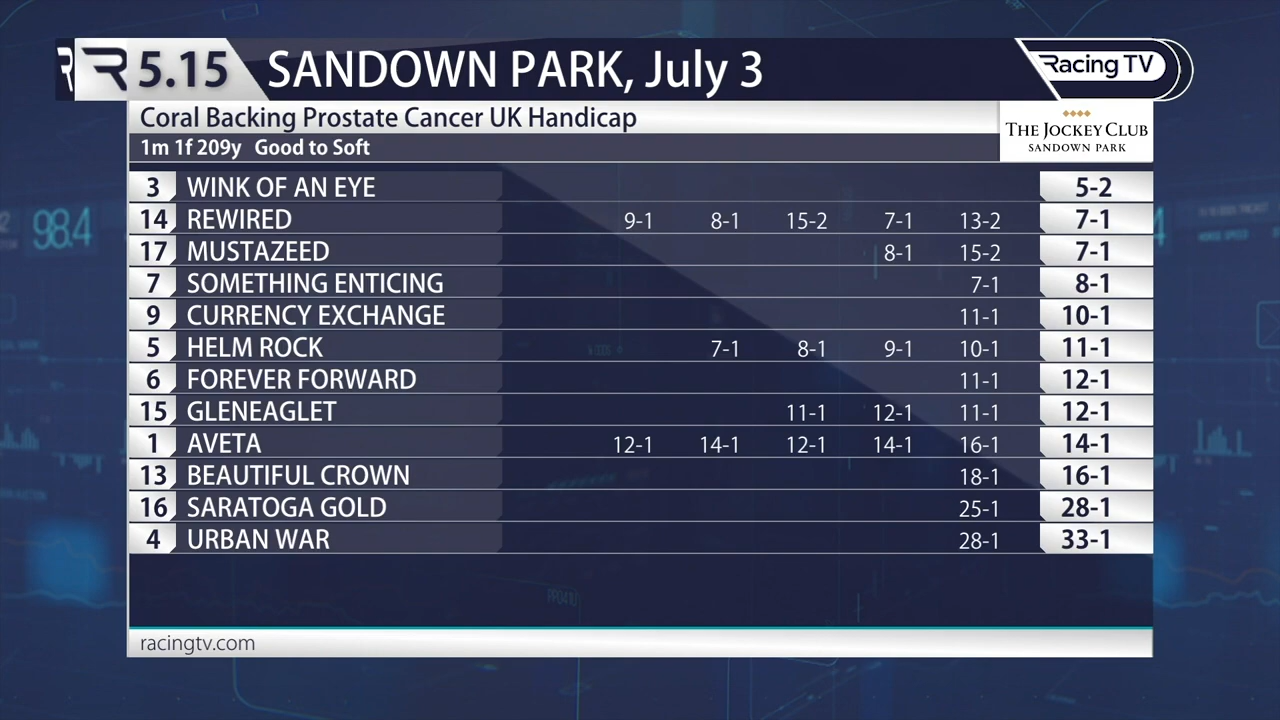 R 5.15 SANDOWN PARK, July 3
Racing TV
Coral Backing Prostate Cancer UK Handicap
THE JOCKEY CLUB
SANDOWN PARK
1m 1f 209y Good to Soft
3 WINK OF AN EYE 5-2
14 REWIRED 9-1 8-1 15-2 7-1 13-2 7-1
17 MUSTAZEED 8-1 15-2 7-1
7 SOMETHING ENTICING 7-1 8-1
9 CURRENCY EXCHANGE 11-1 10-1
5 HELM ROCK 7-1 8-1 9-1 10-1 11-1
6 FOREVER FORWARD 11-1 12-1
15 GLENEAGLET 11-1 12-1 11-1 12-1
1 AVETA 12-1 14-1 12-1 14-1 16-1 14-1
13 BEAUTIFUL CROWN 18-1 16-1
16 SARATOGA GOLD 25-1 28-1
4 URBAN WAR 28-1 33-1
racingtv.com
98.4